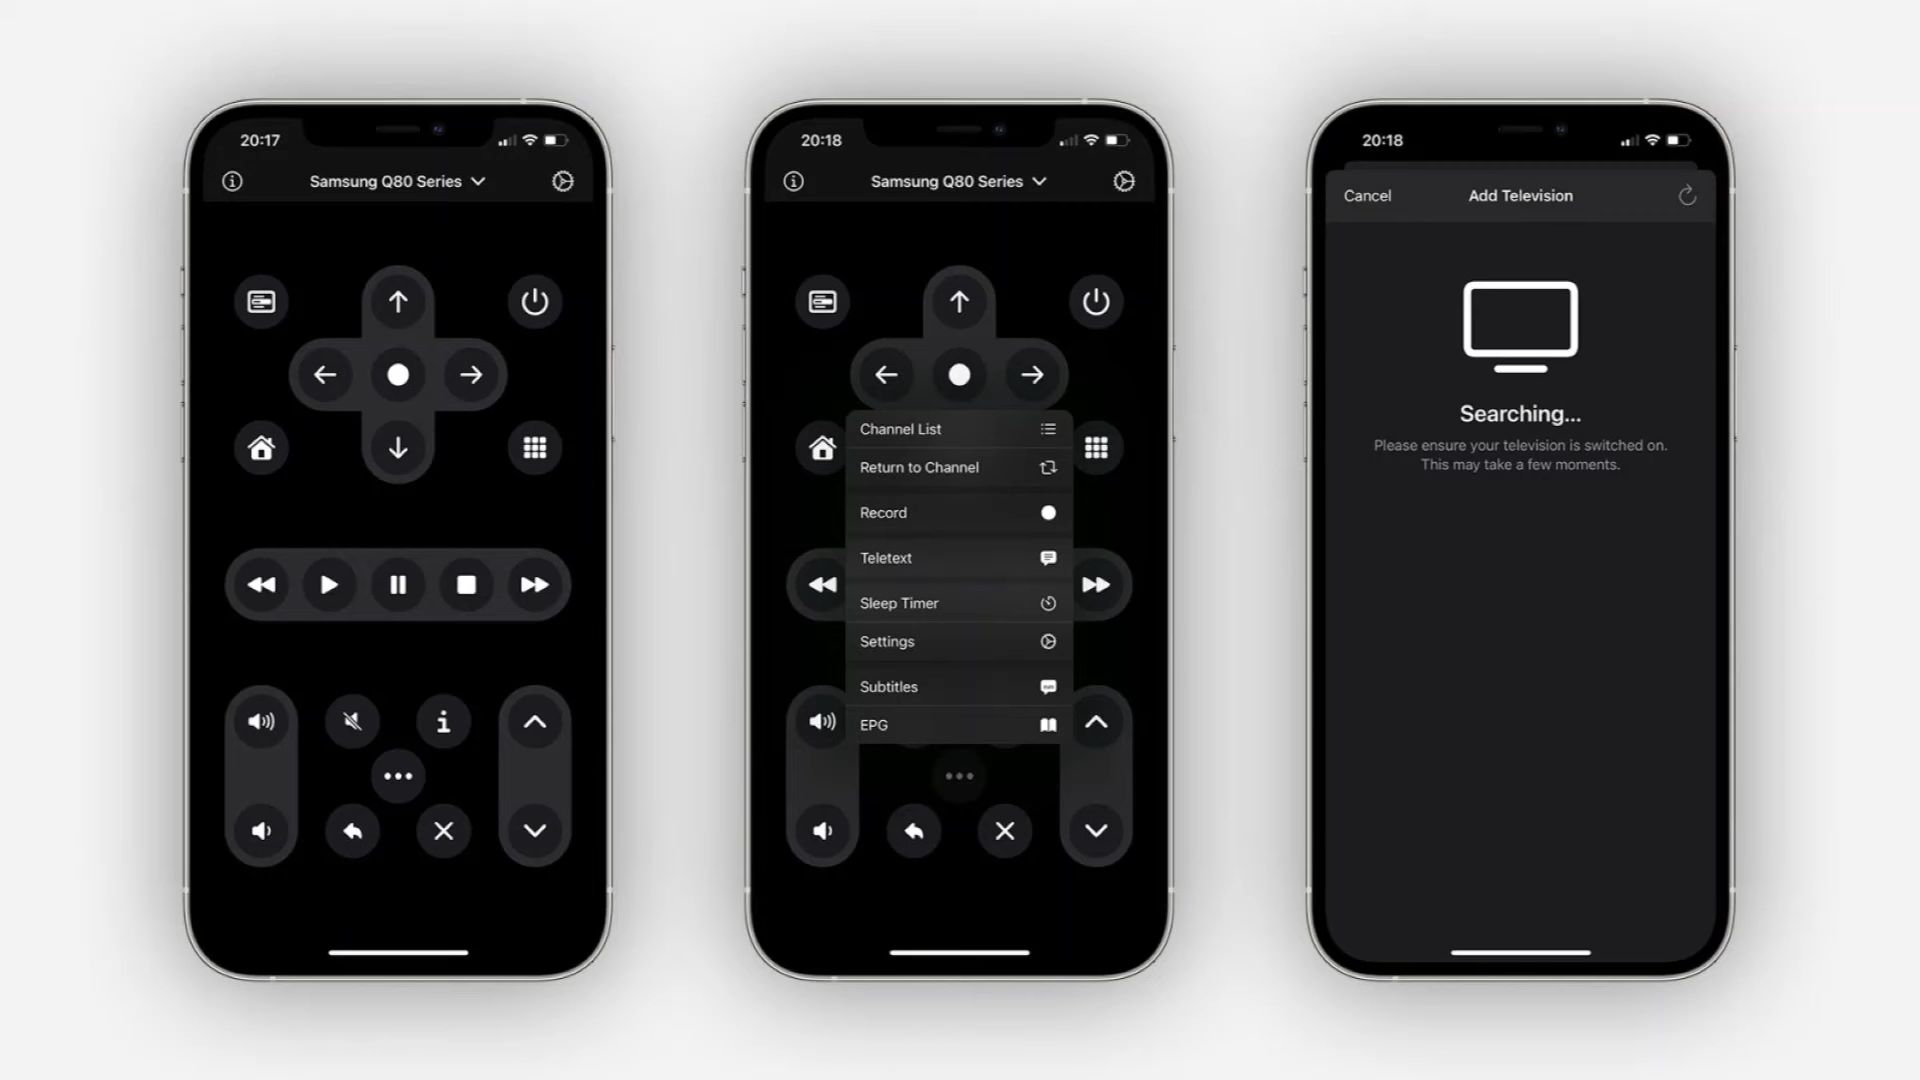 20:17
Samsung Q80 Series
20:18
Samsung Q80 Series
Channel List
Return to Channel
Record
Teletext
Sleep Timer
Settings
Subtitles
EPG
20:18
Cancel
Add Television
Searching...
Please ensure your television is switched on.
This may take a few moments.